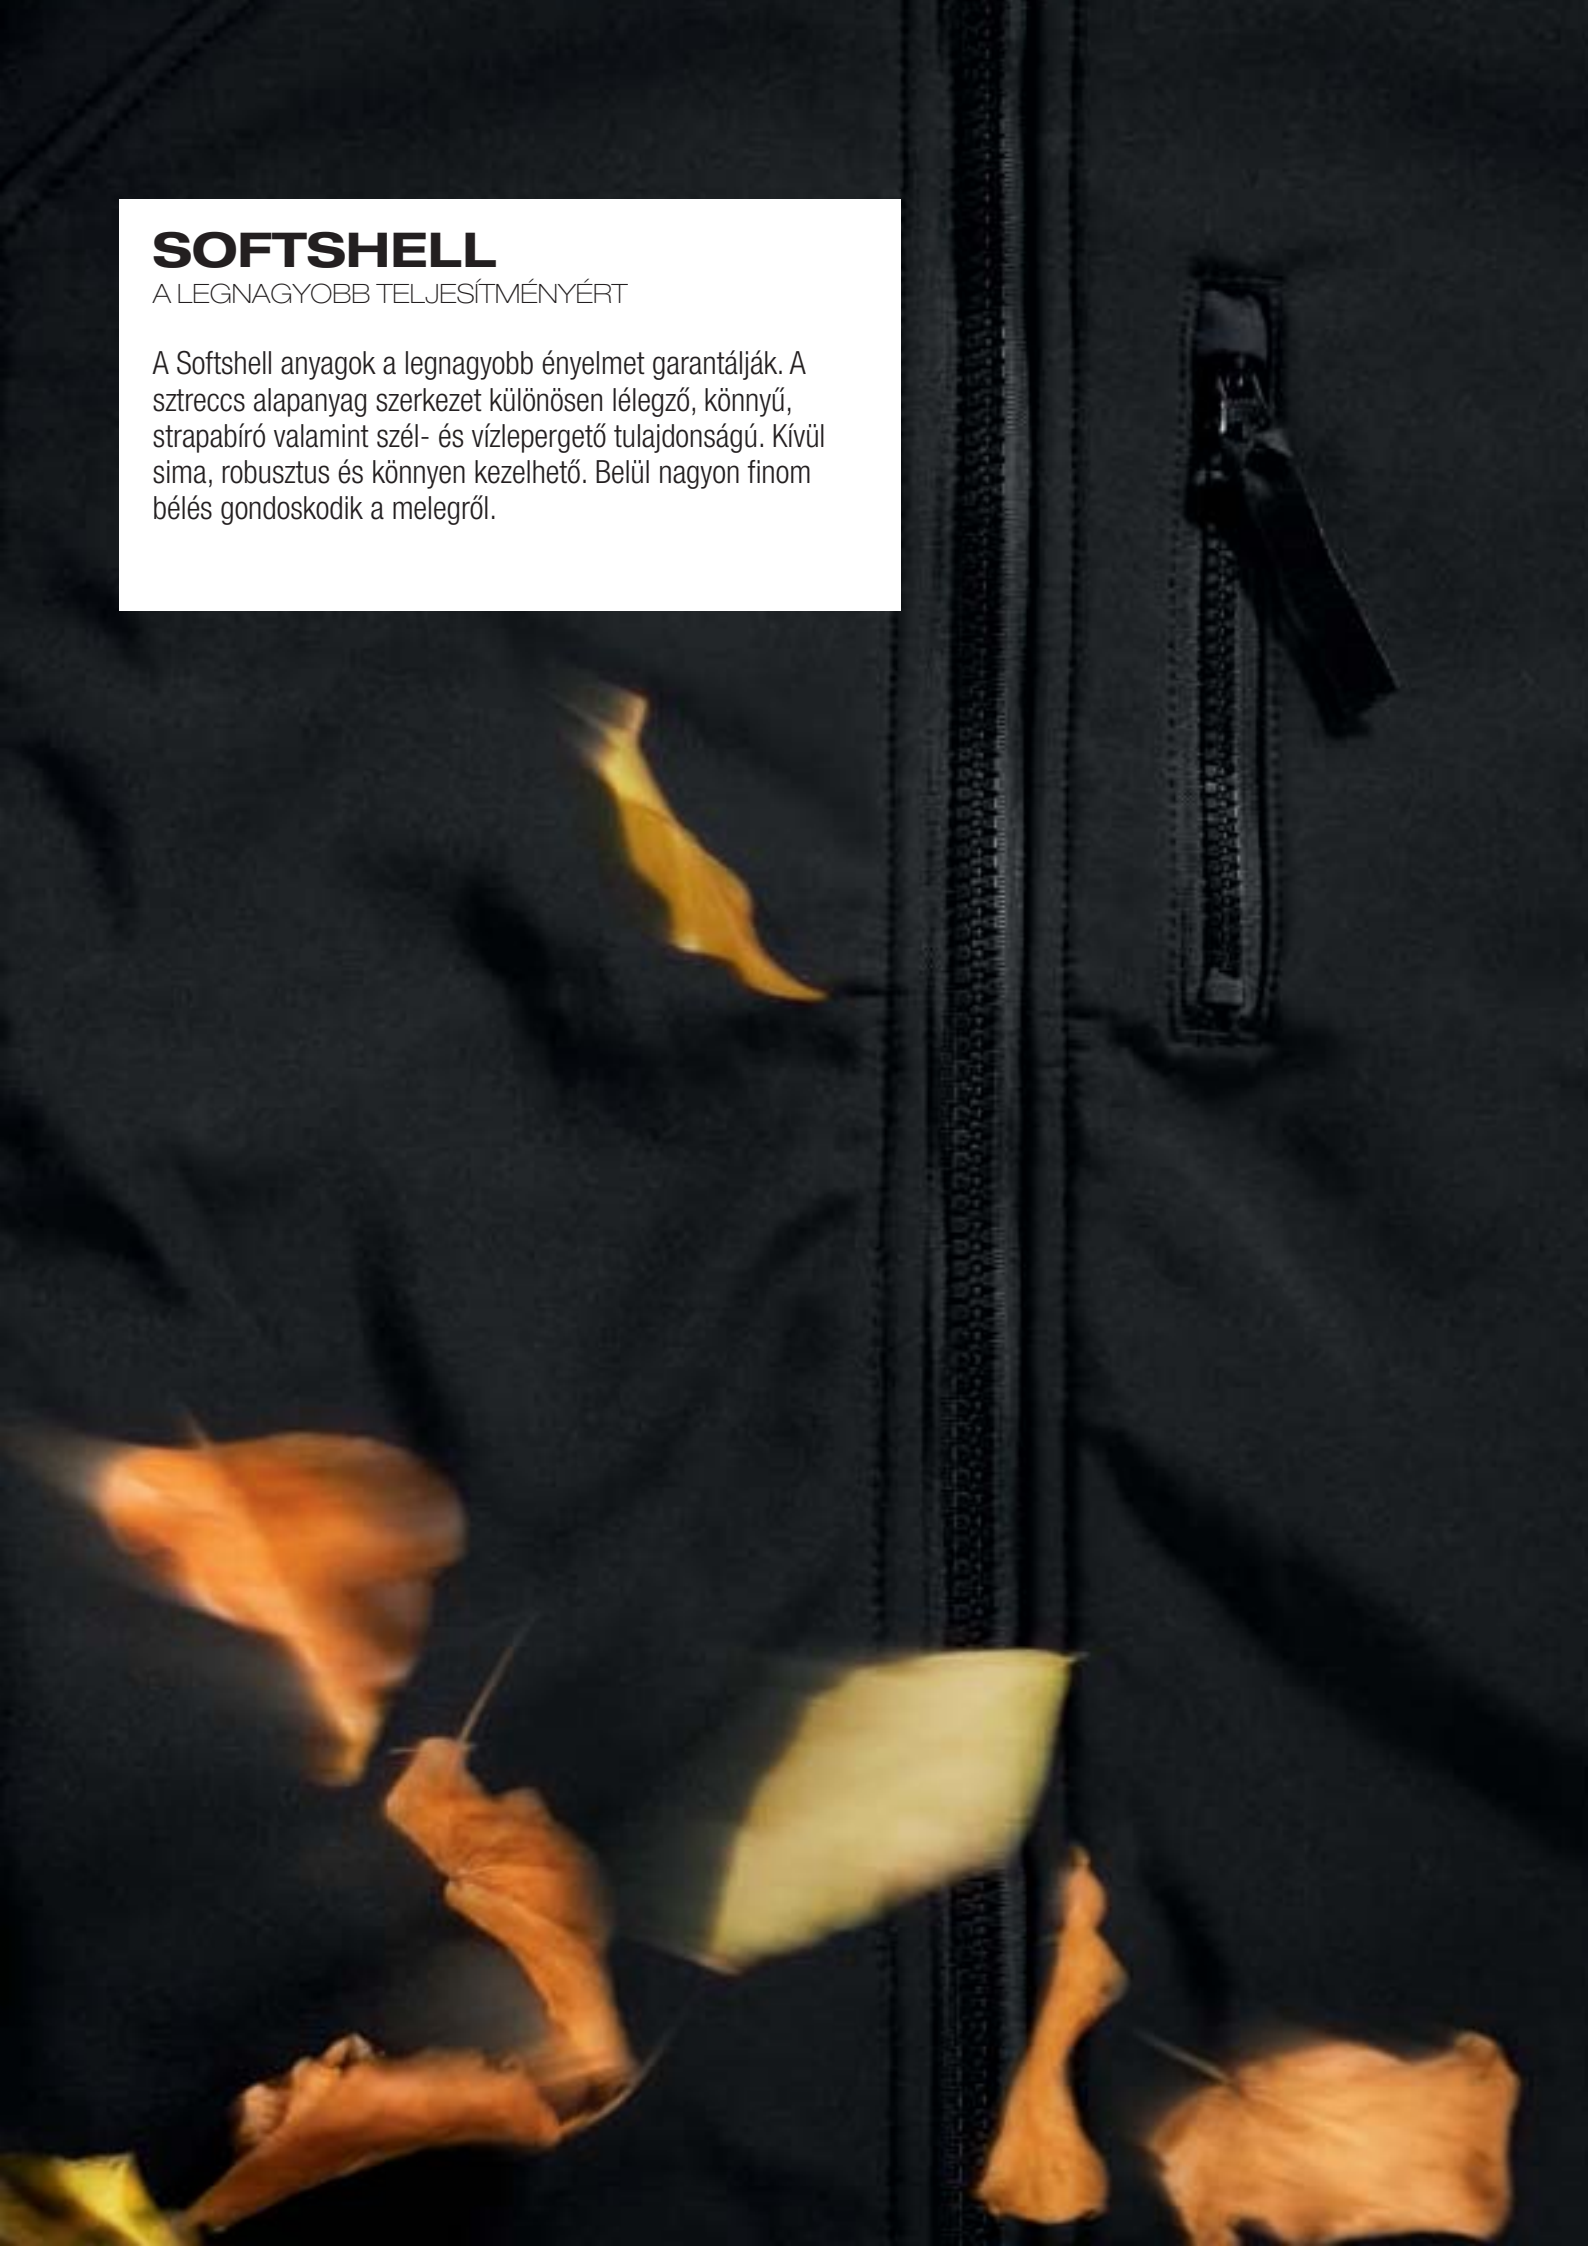 SOFTSHELL
A LEGNAGYOBB TELJESÍTMÉNYÉRT
A Softshell anyagok a legnagyobb ényelmet garantálják. A
sztreccs alapanyag szerkezet különösen lélegző, könnyű,
strapabíró valamint szél- és vízlepergető tulajdonságú. Kívül
sima, robusztus és könnyen kezelhető. Belül nagyon finom
bélés gondoskodik a melegről.